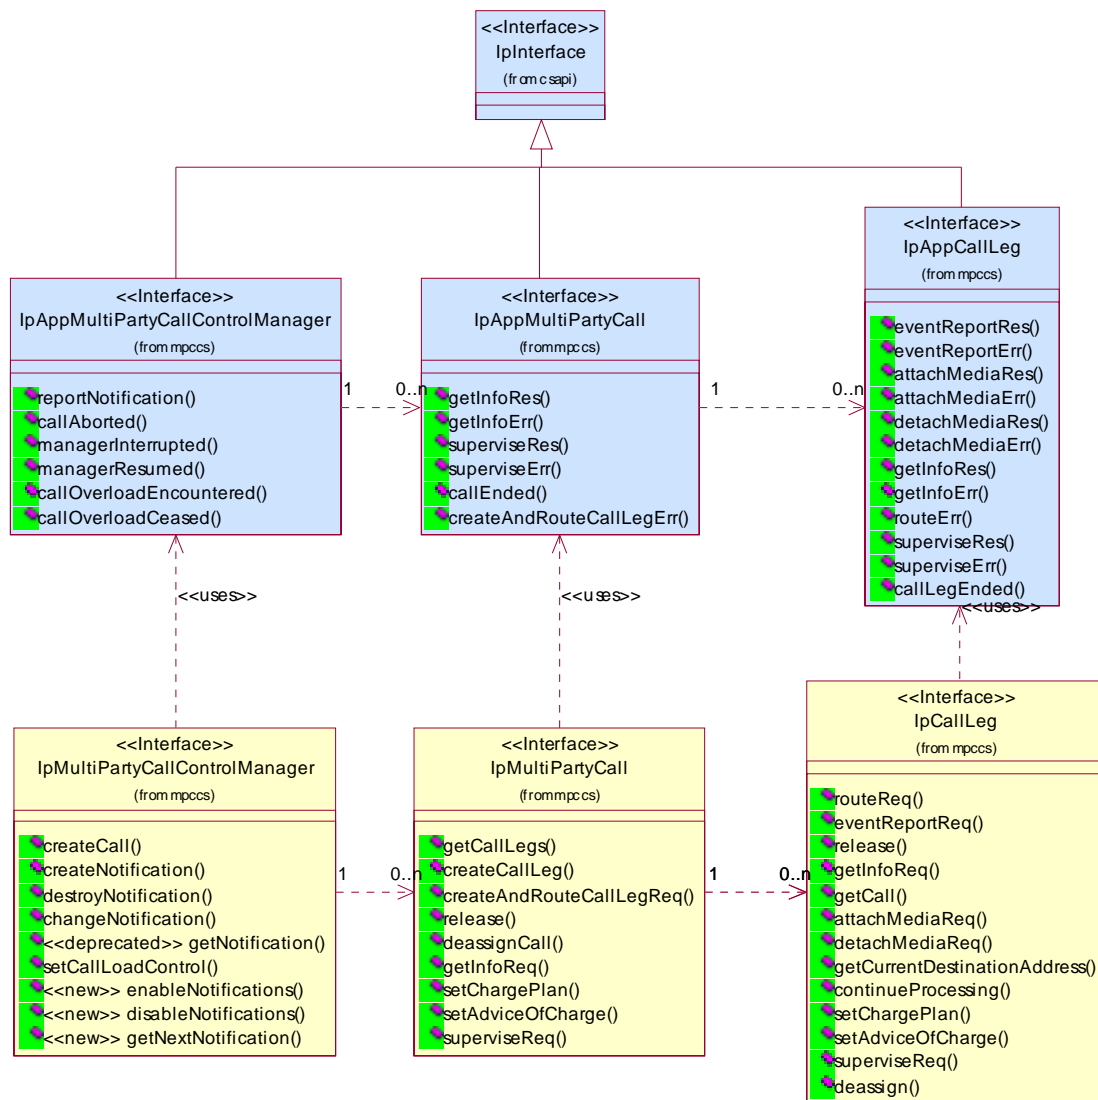 <<Interface>>
IpInterface
(from csapi)
<<Interface>>
IpAppCallLeg
(from mpccs)
eventReportRes()
eventReportErr()
attachMediaRes()
attachMediaErr()
detachMediaRes()
detachMediaErr()
getInfoRes()
getInfoErr()
routeErr()
superviseRes()
superviseErr()
callLegEnded()
<<Interface>>
IpAppMultiPartyCallControlManager
(from mpccs)
reportNotification()
callAborted()
managerInterrupted()
managerResumed()
callOverloadEncountered()
callOverloadCeased()
1
0..n
<<Interface>>
IpAppMultiPartyCall
(from mpccs)
getInfoRes()
getInfoErr()
superviseRes()
superviseErr()
callEnded()
createAndRouteCallLegErr()
1
0..n
<<uses>>
<<uses>>
<<uses>>
<<Interface>>
IpMultiPartyCallControlManager
(from mpccs)
createCall()
createNotification()
destroyNotification()
changeNotification()
<<deprecated>> getNotification()
setCallLoadControl()
<<new>> enableNotifications()
<<new>> disableNotifications()
<<new>> getNextNotification()
1
0..n
<<Interface>>
IpMultiPartyCall
(from mpccs)
getCallLegs()
createCallLeg()
createAndRouteCallLegReq()
release()
deassignCall()
getInfoReq()
setChargePlan()
setAdviceOfCharge()
superviseReq()
1
0..n
<<Interface>>
IpCallLeg
(from mpccs)
routeReq()
eventReportReq()
release()
getInfoReq()
getCall()
attachMediaReq()
detachMediaReq()
getCurrentDestinationAddress()
continueProcessing()
setChargePlan()
setAdviceOfCharge()
superviseReq()
deassign()